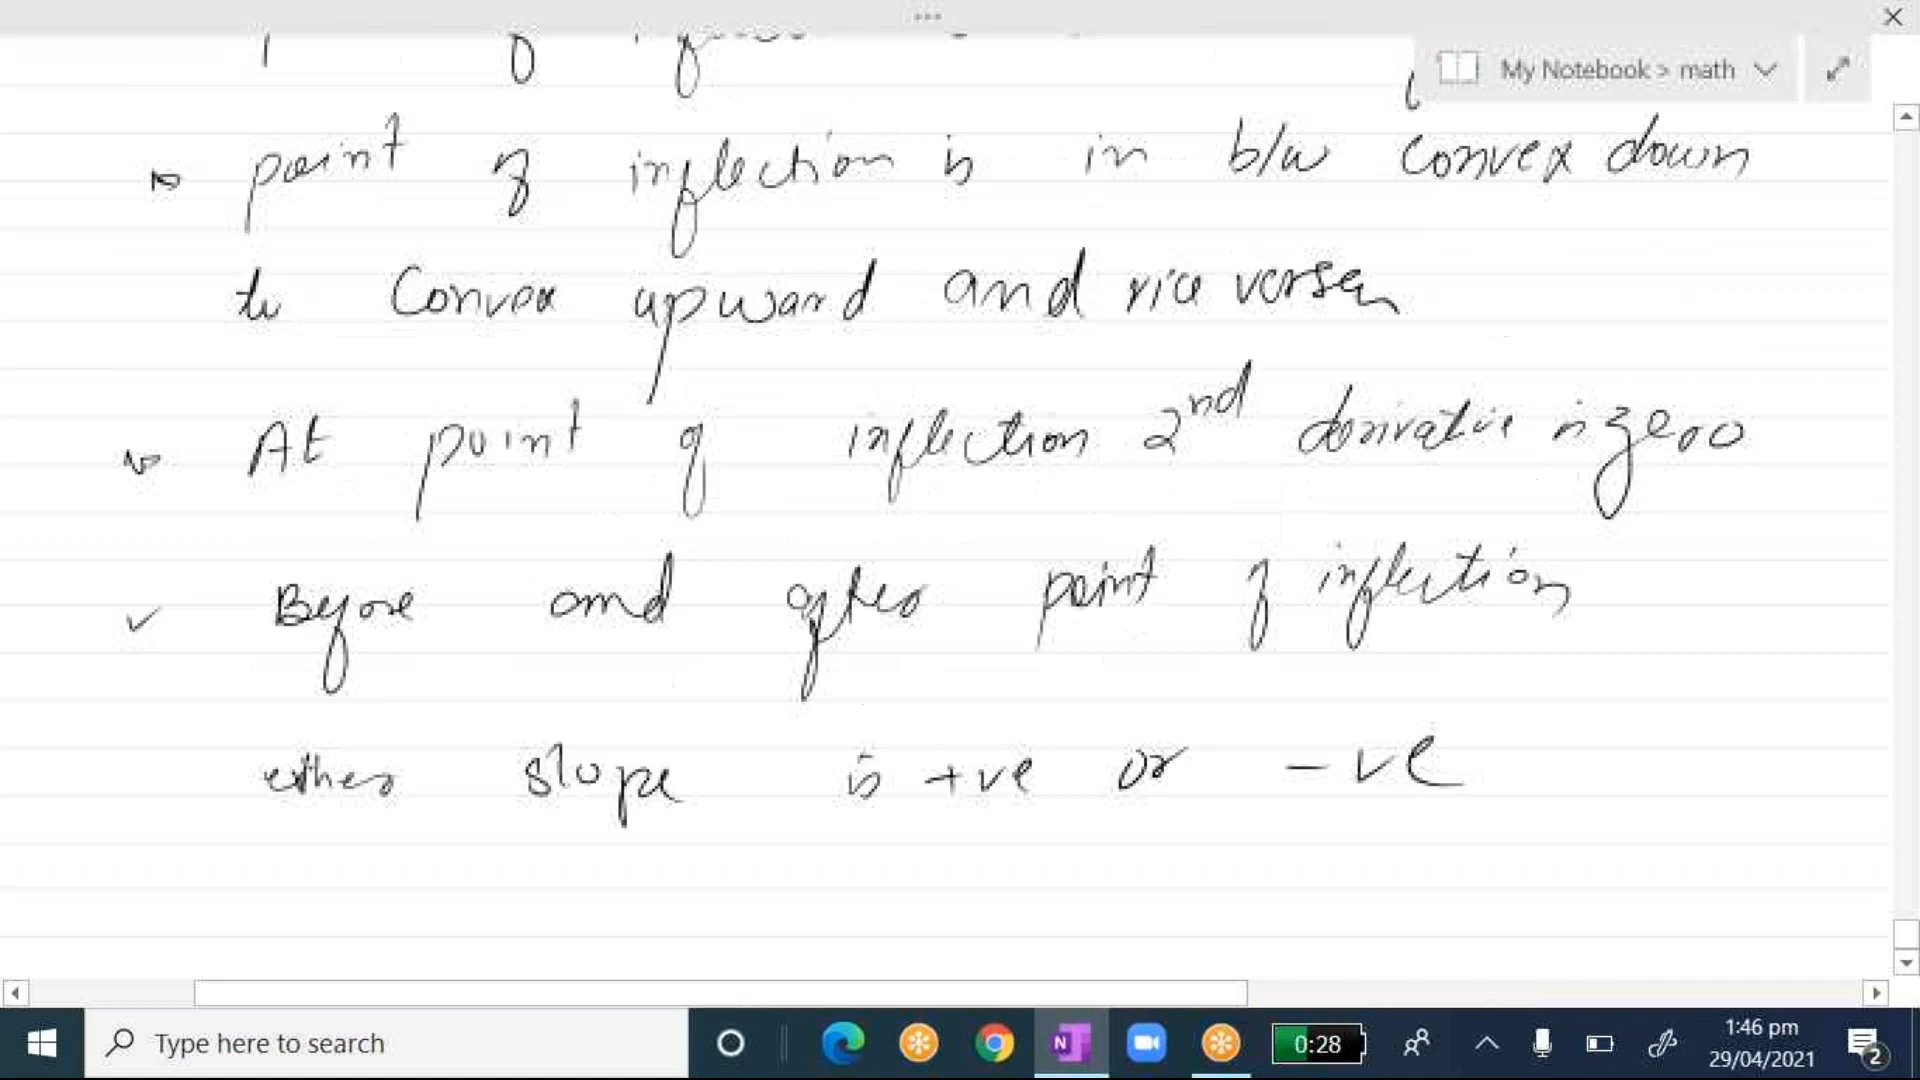 My Notebook > math
point of inflection is in b/w convex down
to Convex upward and vice versa
At point of inflection 2nd derivative is zero
Before and after point of inflection
either slope is +ve or -ve
Type here to search
0:28
1:46 pm
29/04/2021
2